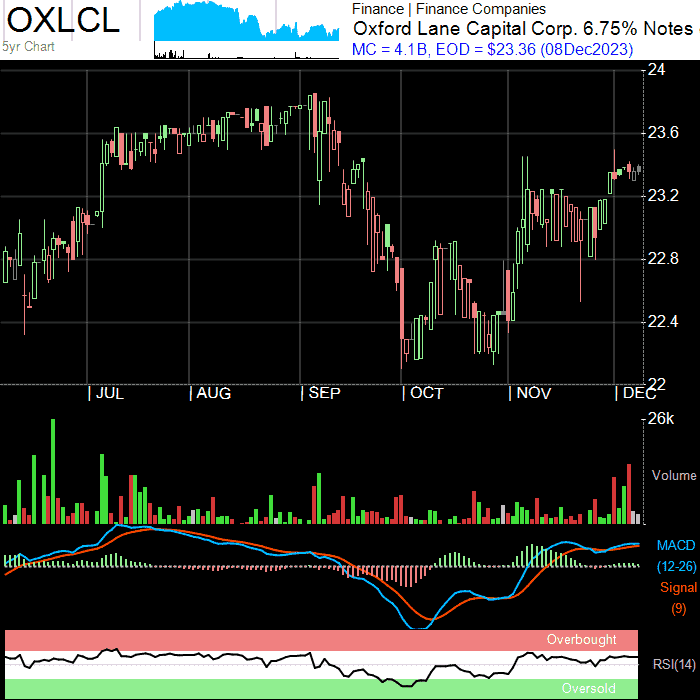 OXLCL
5yr Chart
Finance | Finance Companies
Oxford Lane Capital Corp. 6.75% Notes
MC = 4.1B, EOD = $23.36 (08Dec2023)
24
23.6
23.2
22.8
22.4
22
JUL AUG SEP OCT NOV DEC
26k
Volume
MACD
(12-26)
Signal
(9)
Overbought
RSI(14)
Oversold